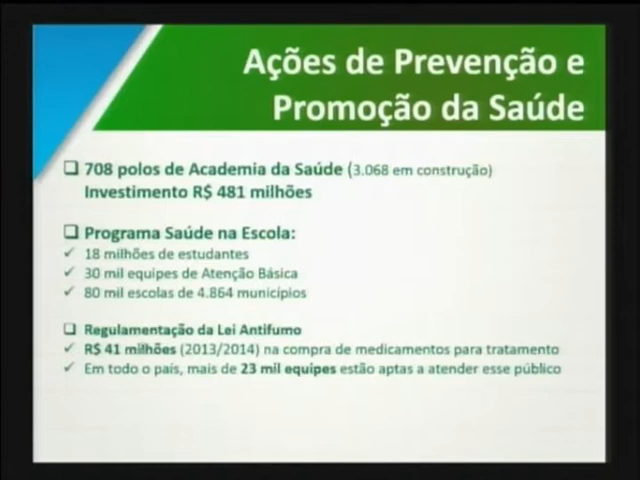 Ações de Prevenção e
Promoção da Saúde
❑ 708 polos de Academia da Saúde (3.068 em construção)
Investimento R$ 481 milhões
❑ Programa Saúde na Escola:
✓ 18 milhões de estudantes
✓ 30 mil equipes de Atenção Básica
✓ 80 mil escolas de 4.864 municípios
❑ Regulamentação da Lei Antifumo
✓ R$ 41 milhões (2013/2014) na compra de medicamentos para tratamento
✓ Em todo o país, mais de 23 mil equipes estão aptas a atender esse público